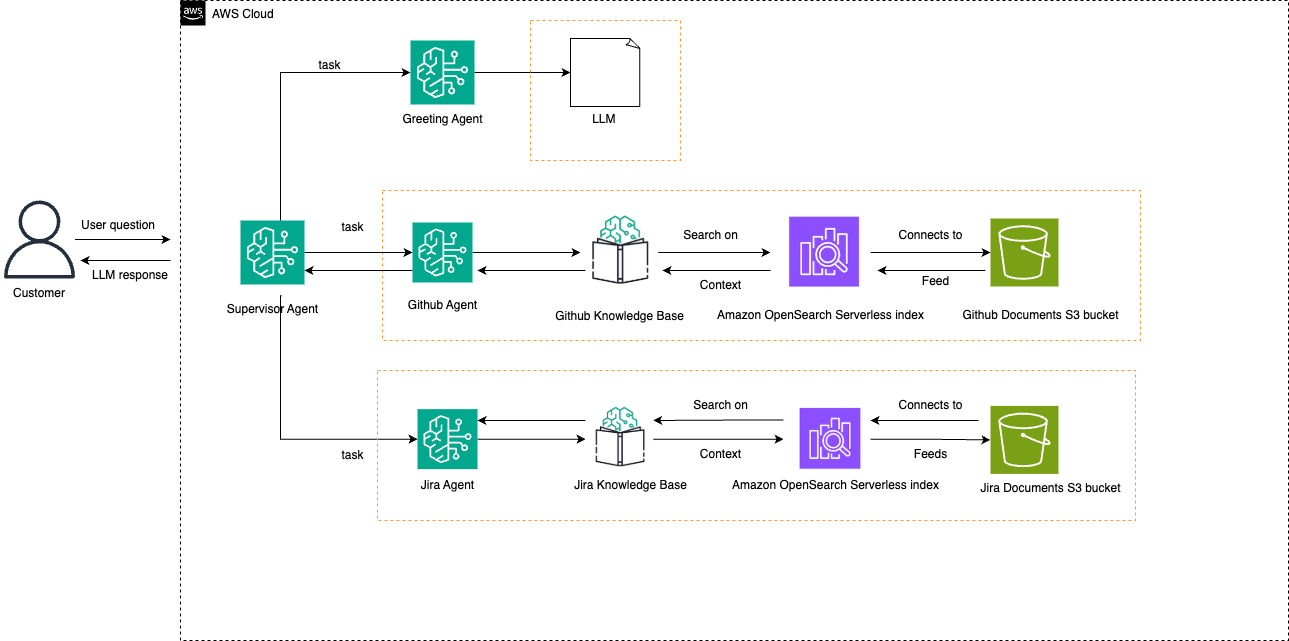 aws
AWS Cloud
task
Greeting Agent
LLM
User question
LLM response
Customer
task
Supervisor Agent
Github Agent
Search on
Context
Github Knowledge Base
Connects to
Feed
Amazon OpenSearch Serverless index
Github Documents S3 bucket
task
Jira Agent
Search on
Context
Jira Knowledge Base
Connects to
Feeds
Amazon OpenSearch Serverless index
Jira Documents S3 bucket